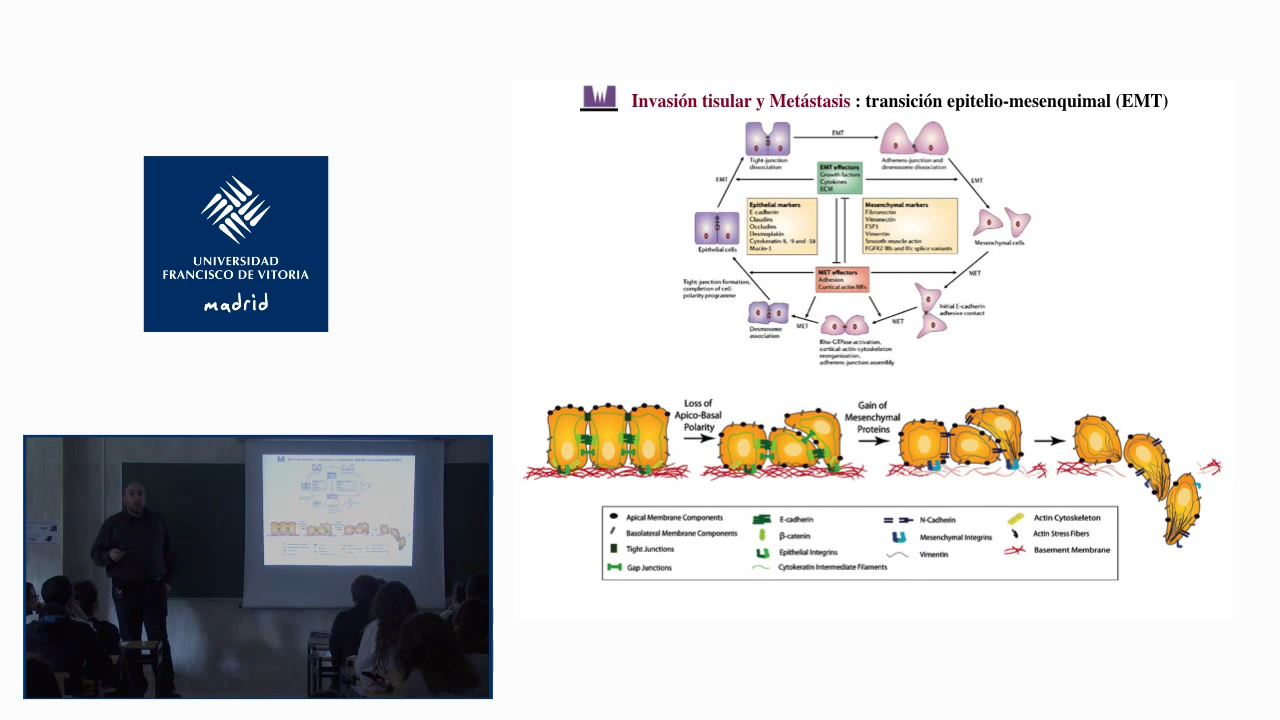 Invasión tisular y Metástasis : transición epitelio-mesenquimal (EMT)
EMT
Tight-junction
dissociation
Adherens-junction and
desmosome dissociation
EMT
EMT effectors
Growth factors
Cytokines
ECM
EMT
Epithelial markers
E-cadherin
Claudins
Occludins
Desmoplakin
Cytokeratin-8, -9 and -18
Mucin-1
Mesenchymal markers
Fibronectin
Vitronectin
FSP1
Vimentin
Smooth-muscle actin
FGFR2 IIIb and IIIc splice variants
Epithelial cells
Mesenchymal cells
MET effectors
Adhesion
Cortical actin MFs
MET
Tight-junction formation,
completion of cell-
polarity programme
Initial E-cadherin
adhesive contact
Desmosome
association
MET
MET
Rho-GTPase activation,
cortical-actin-cytoskeleton
reorganization,
adherens-junction assembly
UNIVERSIDAD
FRANCISCO DE VITORIA
madrid
Loss of
Apico-Basal
Polarity
Gain of
Mesenchymal
Proteins
Apical Membrane Components
Basolateral Membrane Components
Tight Junctions
Gap Junctions
E-cadherin
β-catenin
Epithelial Integrins
Cytokeratin Intermediate Filaments
N-Cadherin
Mesenchymal Integrins
Vimentin
Actin Cytoskeleton
Actin Stress Fibers
Basement Membrane